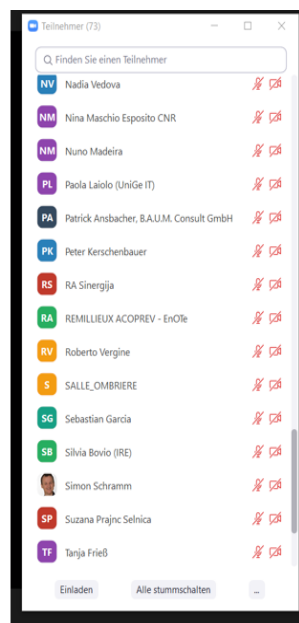 Teilnehmer (73)
Finden Sie einen Teilnehmer
NV Nadia Vedova
NM Nina Maschio Esposito CNR
NM Nuno Madeira
PL Paola Laiolo (UniGe IT)
PA Patrick Ansbacher, B.A.U.M. Consult GmbH
PK Peter Kerschenbauer
RS RA Sinergija
RA REMILLIEUX ACOPREV - EnOTe
RV Roberto Vergine
S SALLE_OMBRIERE
SG Sebastian Garcia
SB Silvia Bovio (IRE)
Simon Schramm
SP Suzana Prajnc Selnica
TF Tanja Frieß
Einladen Alle stummschalten ...